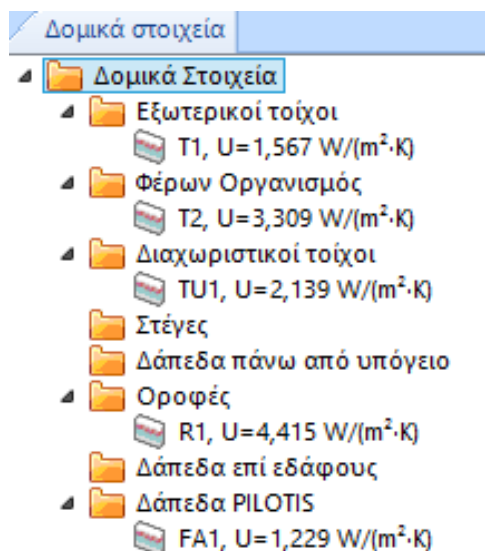 Δομικά στοιχεία
Δομικά Στοιχεία
Εξωτερικοί τοίχοι
T1, U=1,567 W/(m²·K)
Φέρων Οργανισμός
T2, U=3,309 W/(m²·K)
Διαχωριστικοί τοίχοι
TU1, U=2,139 W/(m²·K)
Στέγες
Δάπεδα πάνω από υπόγειο
Οροφές
R1, U=4,415 W/(m²·K)
Δάπεδα επί εδάφους
Δάπεδα PILOTIS
FA1, U=1,229 W/(m²·K)